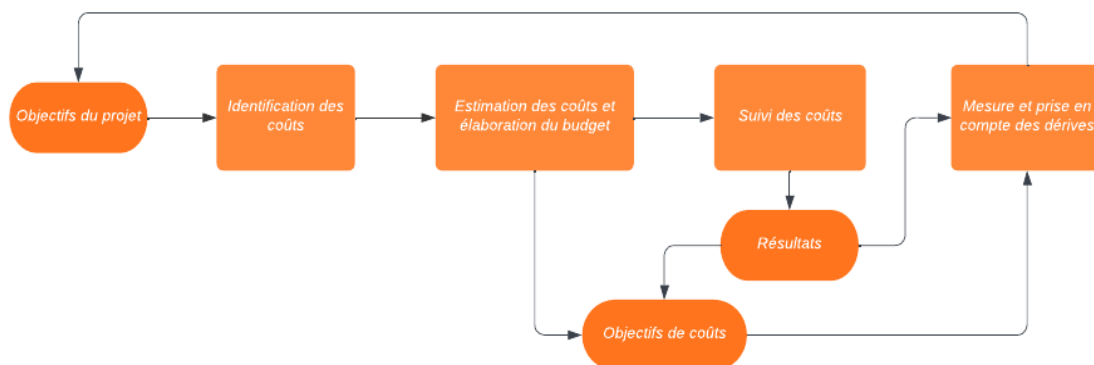 Objectifs du projet
Identification des
coûts
Estimation des coûts et
élaboration du budget
Suivi des coûts
Mesure et prise en
compte des dérives
Résultats
Objectifs de coûts